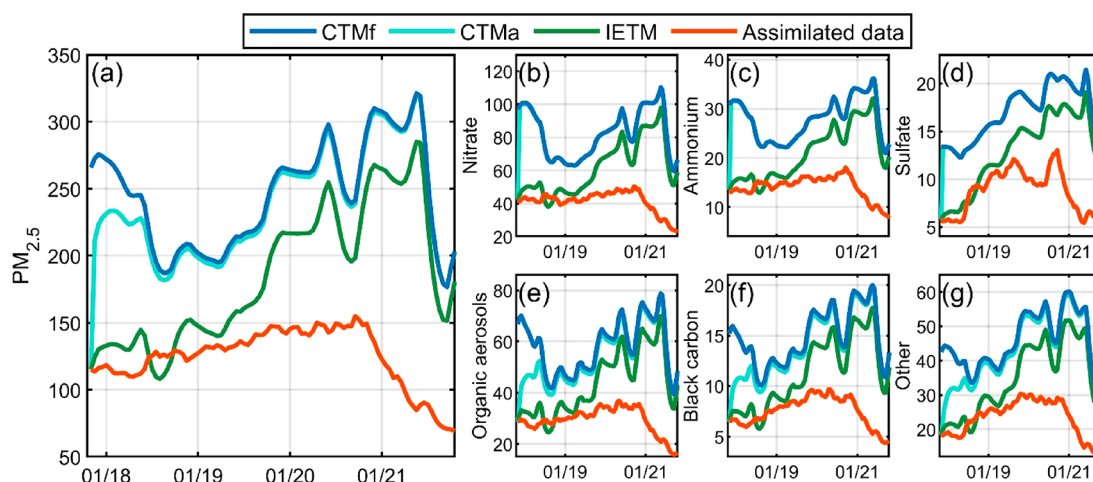 CTMf CTMa IETM Assimilated data
(a)
PM2.5
350
300
250
200
150
100
50
01/18 01/19 01/20 01/21
(b)
Nitrate
120
100
80
60
40
20
01/19 01/21
(c)
Ammonium
40
30
20
10
01/19 01/21
(d)
Sulfate
20
15
10
5
01/19 01/21
(e)
Organic aerosols
80
60
40
20
01/19 01/21
(f)
Black carbon
20
15
10
5
01/19 01/21
(g)
Other
60
50
40
30
20
01/19 01/21